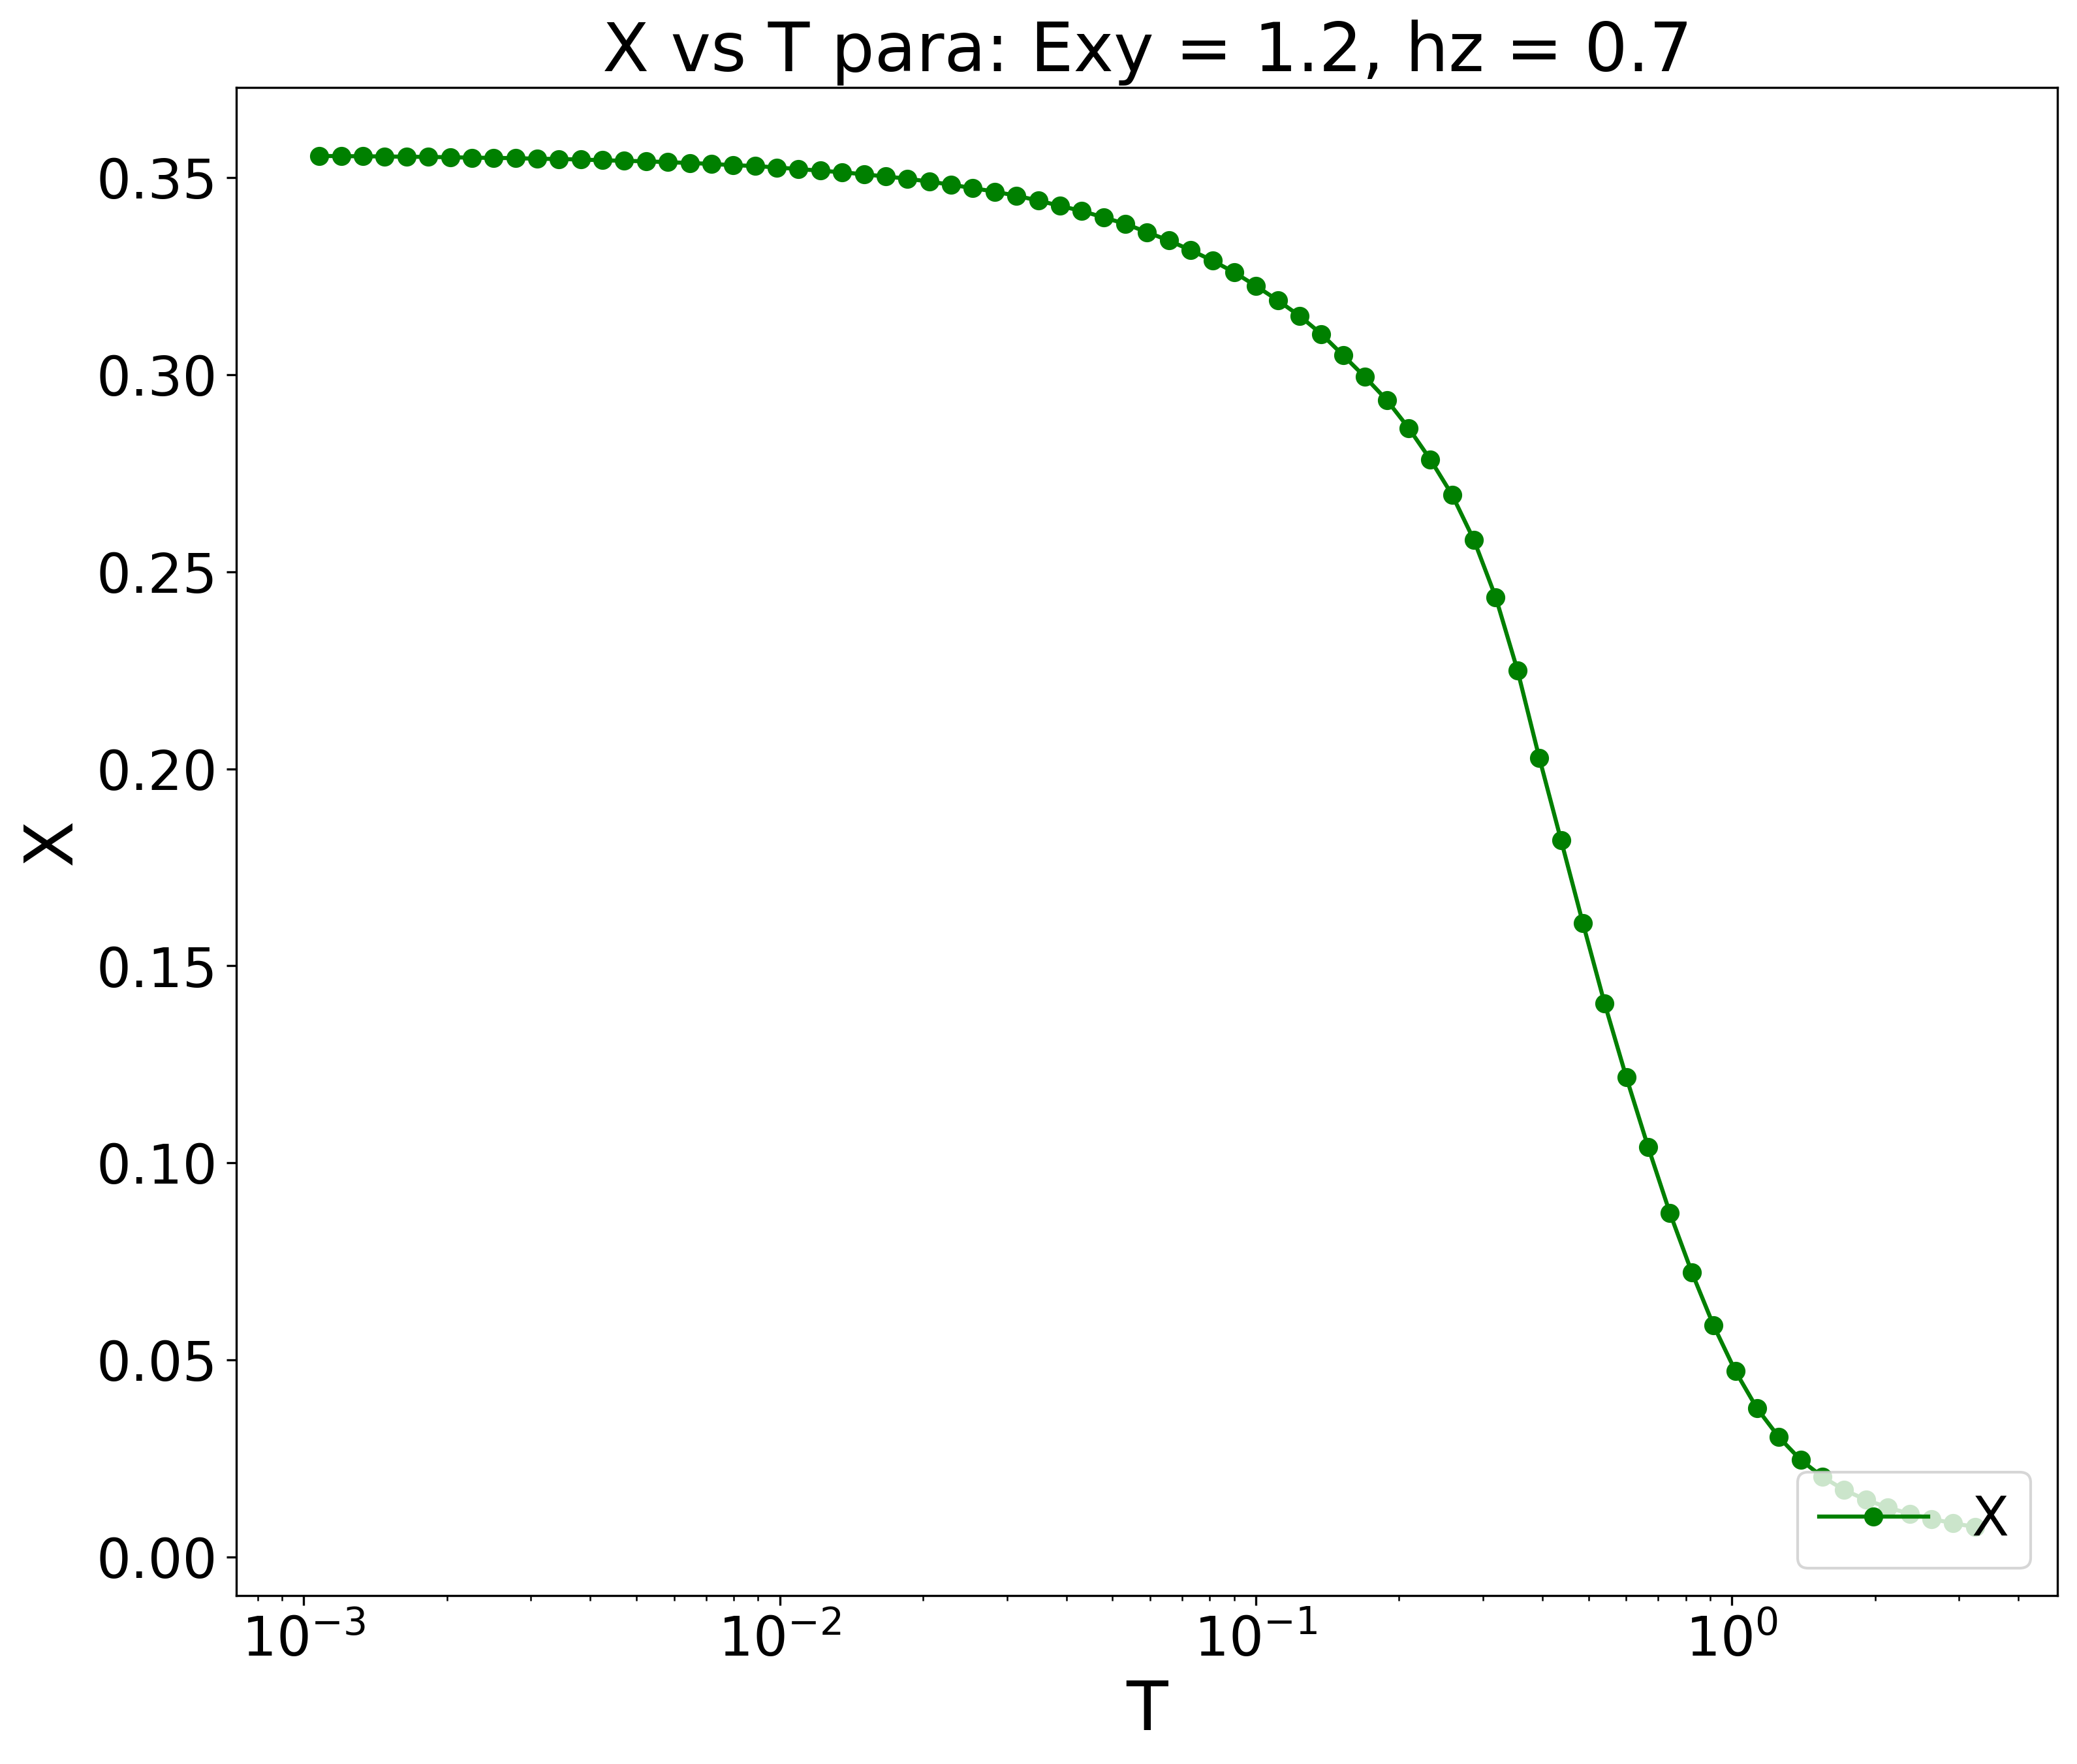 X vs T para: Exy = 1.2, hz = 0.7
0.35
0.30
0.25
0.20
0.15
0.10
0.05
0.00
X
X
10⁻³ 10⁻² 10⁻¹ 10⁰
T